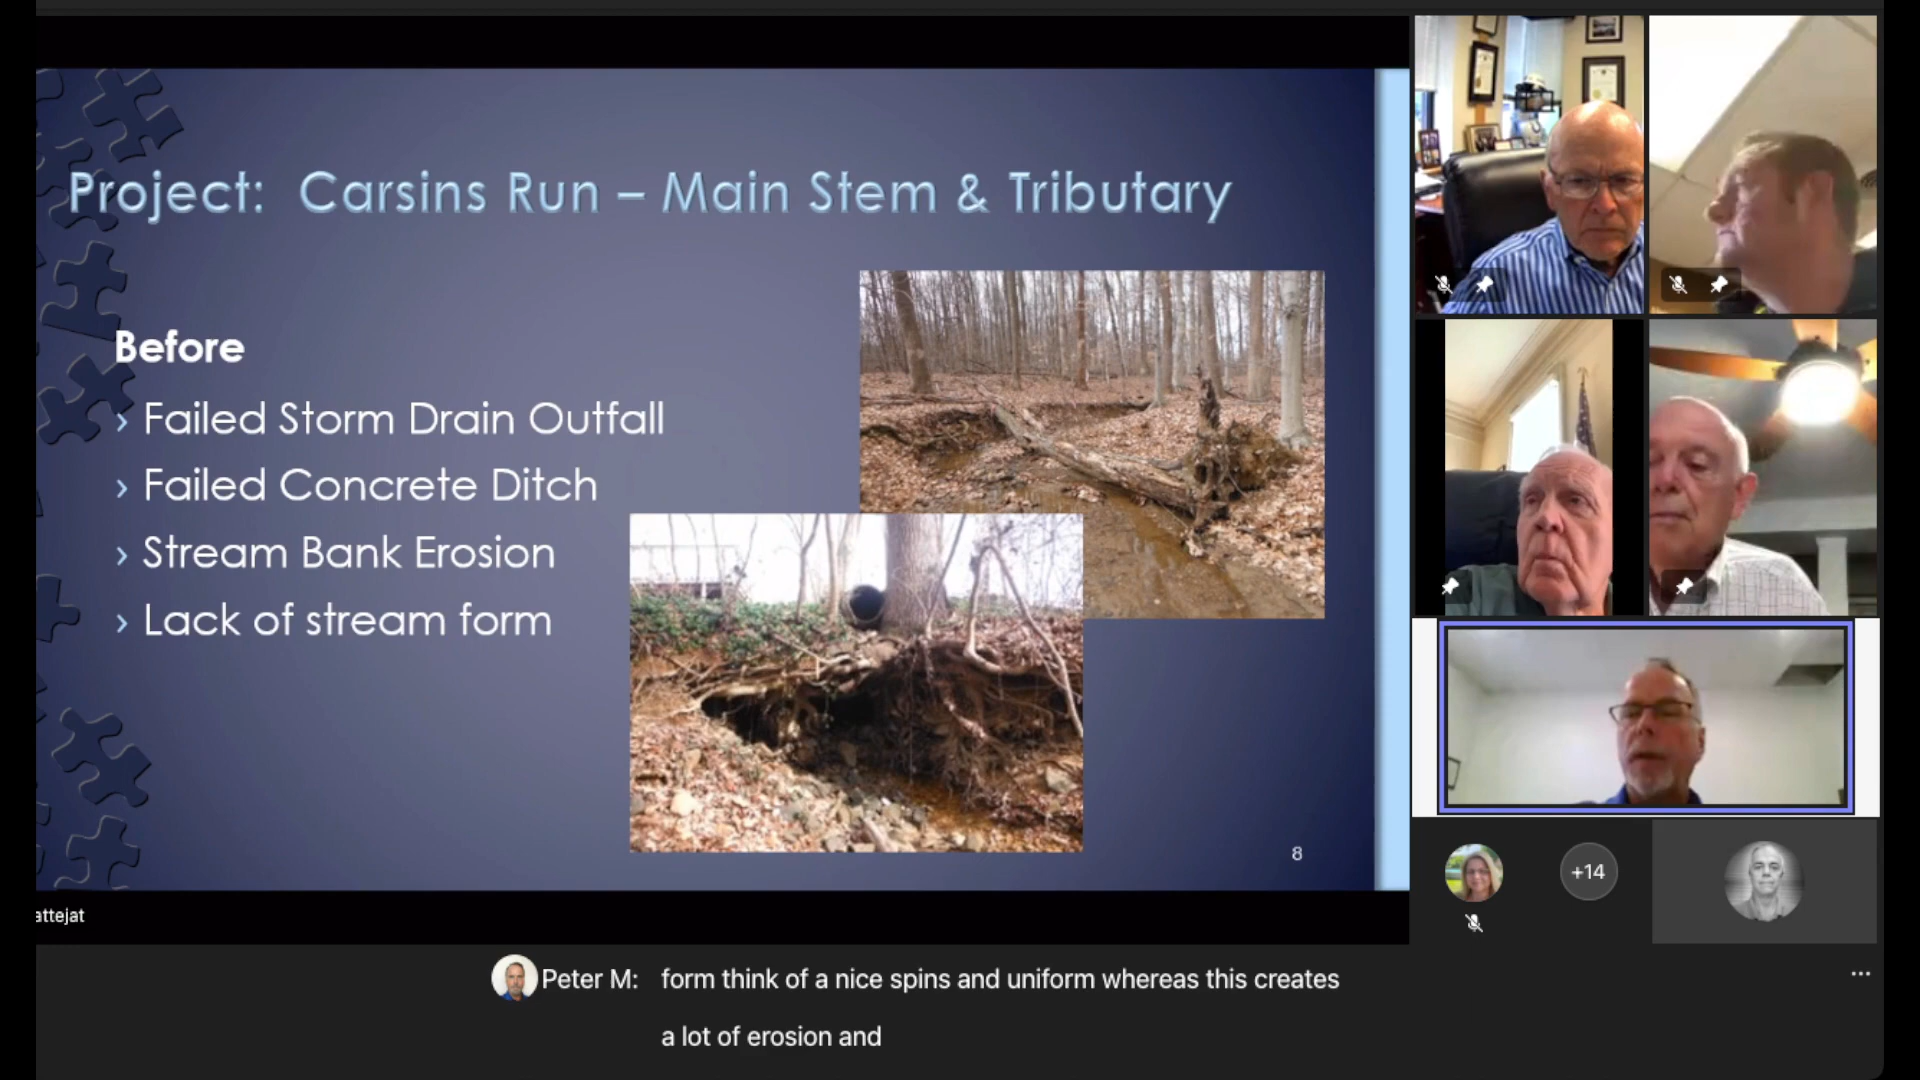 Project: Carsins Run – Main Stem & Tributary
Before
› Failed Storm Drain Outfall
› Failed Concrete Ditch
› Stream Bank Erosion
› Lack of stream form
8
attejat
+14
Peter M: form think of a nice spins and uniform whereas this creates
a lot of erosion and